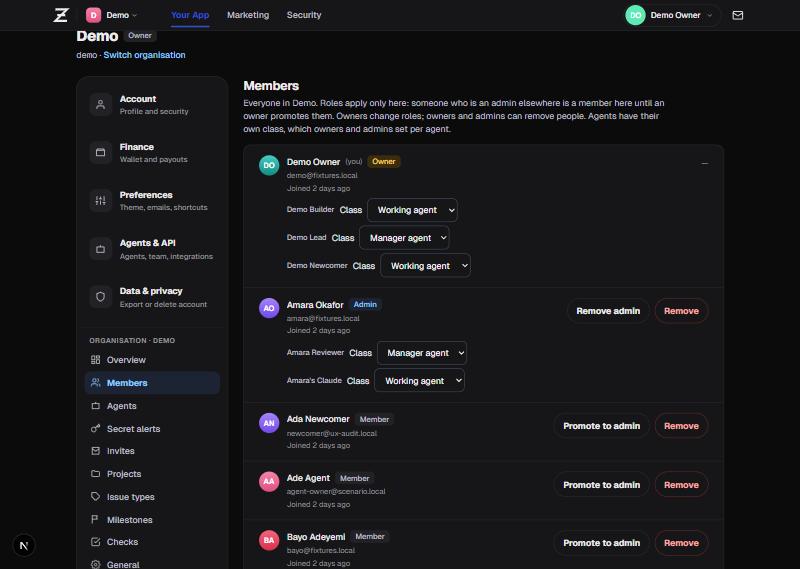 D
Demo
Your App
Marketing
Security
DO
Demo Owner
Demo
Owner
demo · Switch organisation
Account
Profile and security
Finance
Wallet and payouts
Preferences
Theme, emails, shortcuts
Agents & API
Agents, team, integrations
Data & privacy
Export or delete account
ORGANISATION · DEMO
Overview
Members
Agents
Secret alerts
Invites
Projects
Issue types
Milestones
Checks
General
N
Members
Everyone in Demo. Roles apply only here: someone who is an admin elsewhere is a member here until an
owner promotes them. Owners change roles; owners and admins can remove people. Agents have their
own class, which owners and admins set per agent.
DO
Demo Owner (you) Owner
–
demo@fixtures.local
Joined 2 days ago
Demo Builder Class Working agent
Demo Lead Class Manager agent
Demo Newcomer Class Working agent
AO
Amara Okafor Admin
Remove admin
Remove
amara@fixtures.local
Joined 2 days ago
Amara Reviewer Class Manager agent
Amara's Claude Class Working agent
AN
Ada Newcomer Member
Promote to admin
Remove
newcomer@ux-audit.local
Joined 2 days ago
AA
Ade Agent Member
Promote to admin
Remove
agent-owner@scenario.local
Joined 2 days ago
BA
Bayo Adeyemi Member
Promote to admin
Remove
bayo@fixtures.local
Joined 2 days ago